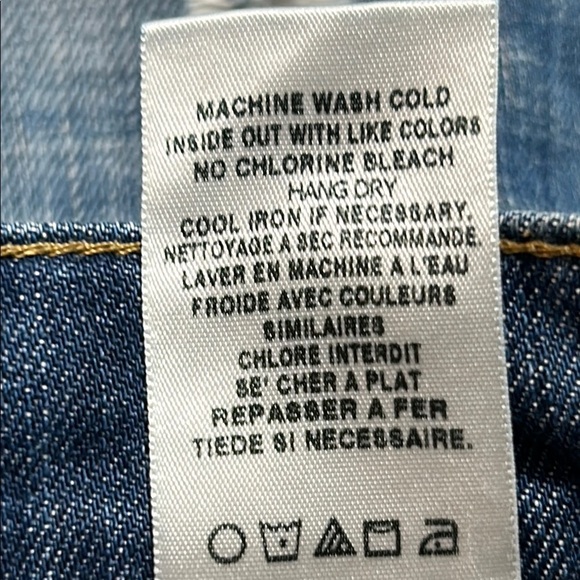 MACHINE WASH COLD
INSIDE OUT WITH LIKE COLORS
NO CHLORINE BLEACH
HANG DRY
COOL IRON IF NECESSARY.
NETTOYAGE A SEC RECOMMANDE.
LAVER EN MACHINE A L'EAU
FROIDE AVEC COULEURS
SIMILAIRES
CHLORE INTERDIT
SE' CHER A PLAT
REPASSER A FER
TIEDE SI NECESSAIRE.